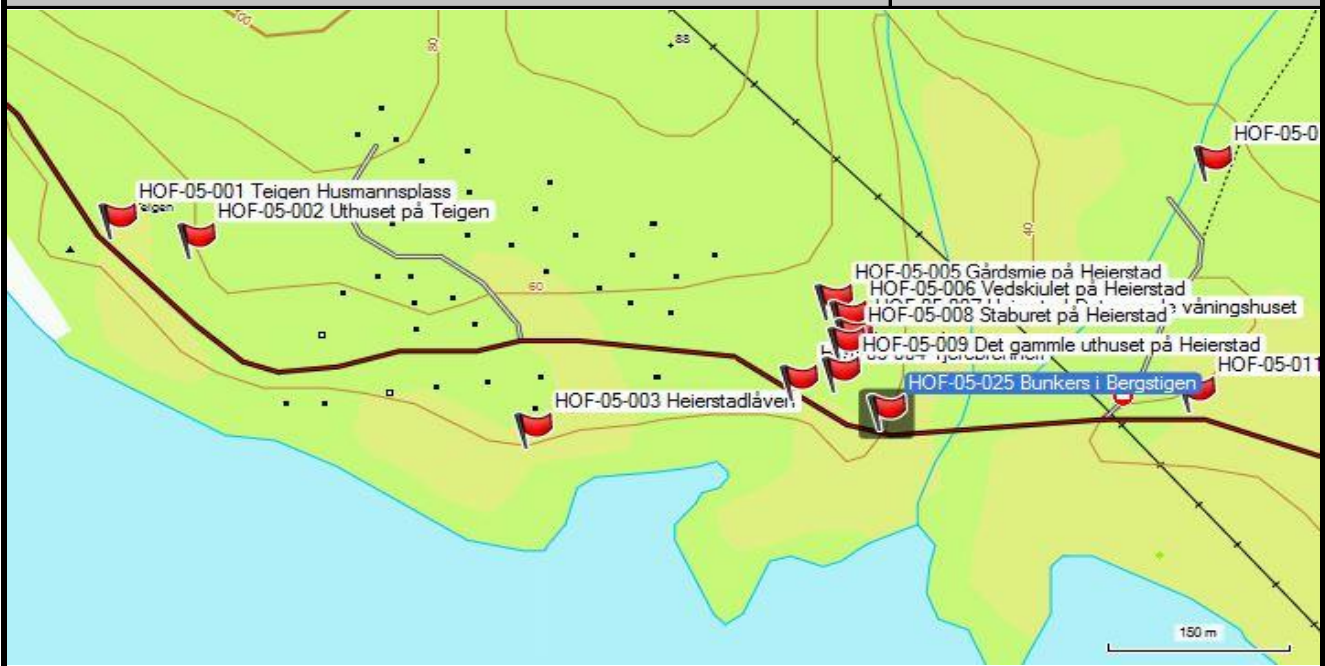 100
80
88
HOF-05-0
HOF-05-001 Teigen Husmannsplass
HOF-05-002 Uthuset på Teigen
40
HOF-05-005 Gårdsmie på Heierstad
60
HOF-05-006 Vedskjulet på Heierstad
våningshuset
HOF-05-008 Staburet på Heierstad
HOF-05-009 Det gammle uthuset på Heierstad
HOF-05-011
HOF-05-025 Bunkers i Bergstigen
HOF-05-003 Heierstadlåven
150 m